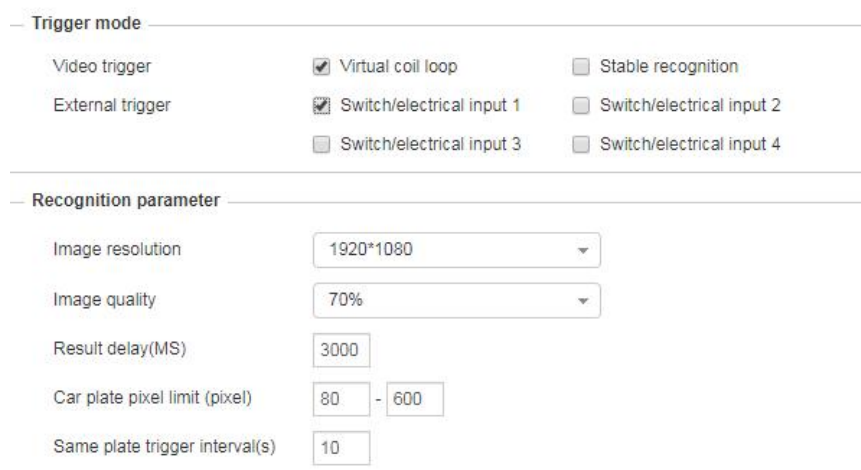 Trigger mode
Video trigger Virtual coil loop Stable recognition
External trigger Switch/electrical input 1 Switch/electrical input 2
Switch/electrical input 3 Switch/electrical input 4
Recognition parameter
Image resolution 1920*1080
Image quality 70%
Result delay(MS) 3000
Car plate pixel limit (pixel) 80 - 600
Same plate trigger interval(s) 10